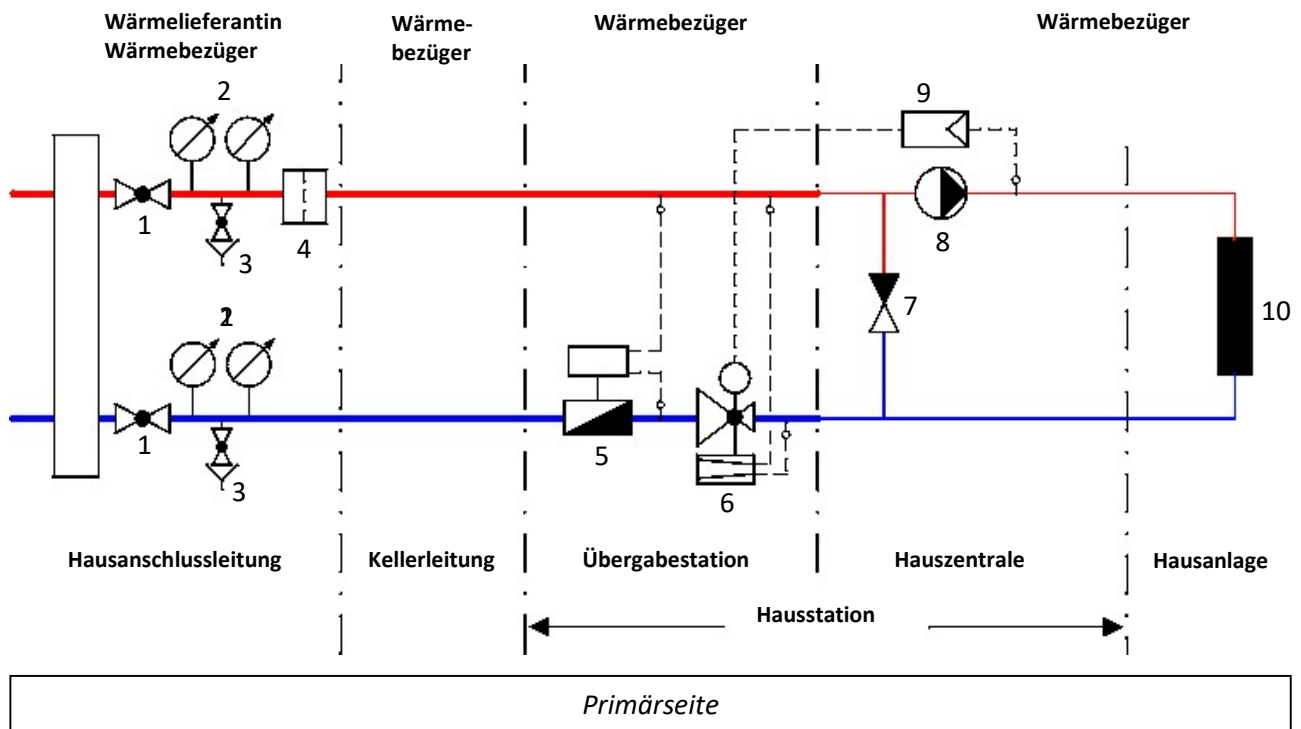 Wärmelieferantin
Wärmebezüger
Wärme-
bezüger
Wärmebezüger
Wärmebezüger
2
9
1
3
4
8
7
10
1
3
5
6
Hausanschlussleitung
Kellerleitung
Übergabestation
Hauszentrale
Hausanlage
Hausstation
Primärseite